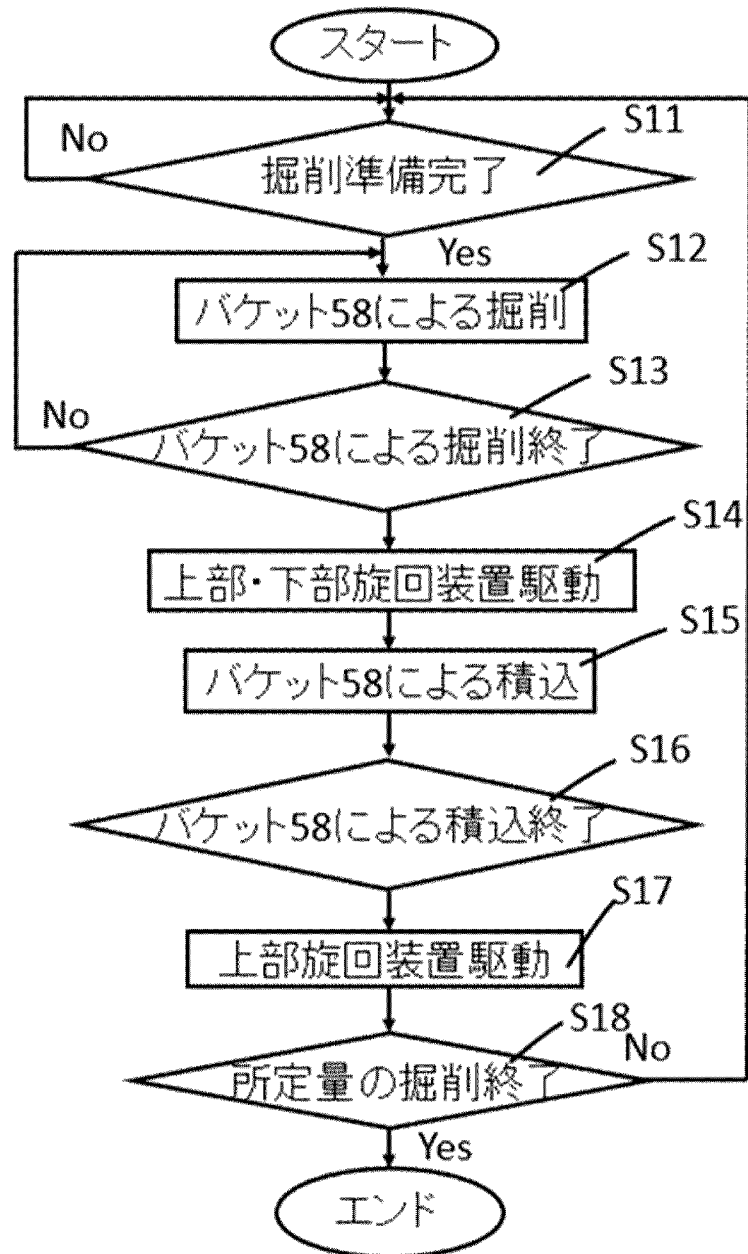 スタート
No
S11
掘削準備完了
Yes
S12
バケット58による掘削
S13
No
バケット58による掘削終了
S14
上部・下部旋回装置駆動
S15
バケット58による積込
S16
バケット58による積込終了
S17
上部旋回装置駆動
S18
No
所定量の掘削終了
Yes
エンド